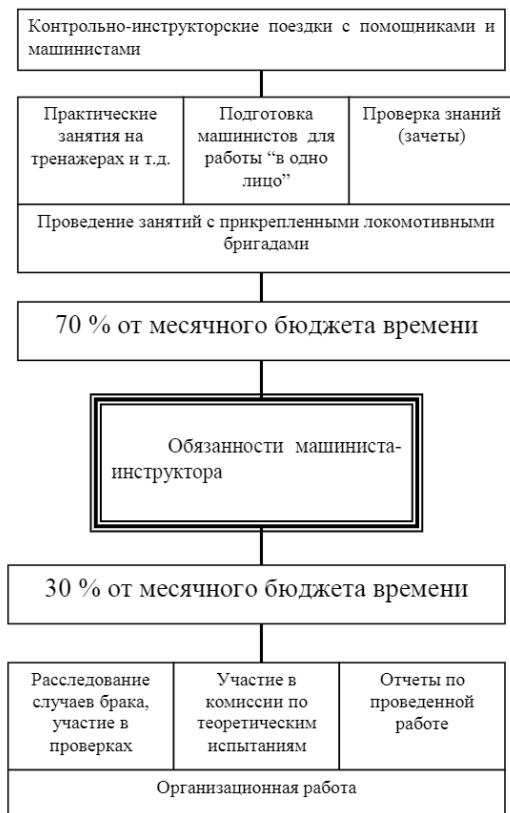 Контрольно-инструкторские поездки с помощниками и
машинистами
Практические
занятия на
тренажерах и т.д.
Подготовка
машинистов для
работы “в одно
лицо”
Проверка знаний
(зачеты)
Проведение занятий с прикрепленными локомотивными
бригадами
70 % от месячного бюджета времени
Обязанности машиниста-
инструктора
30 % от месячного бюджета времени
Расследование
случаев брака,
участие в
проверках
Участие в
комиссии по
теоретическим
испытаниям
Отчеты по
проведенной
работе
Организационная работа